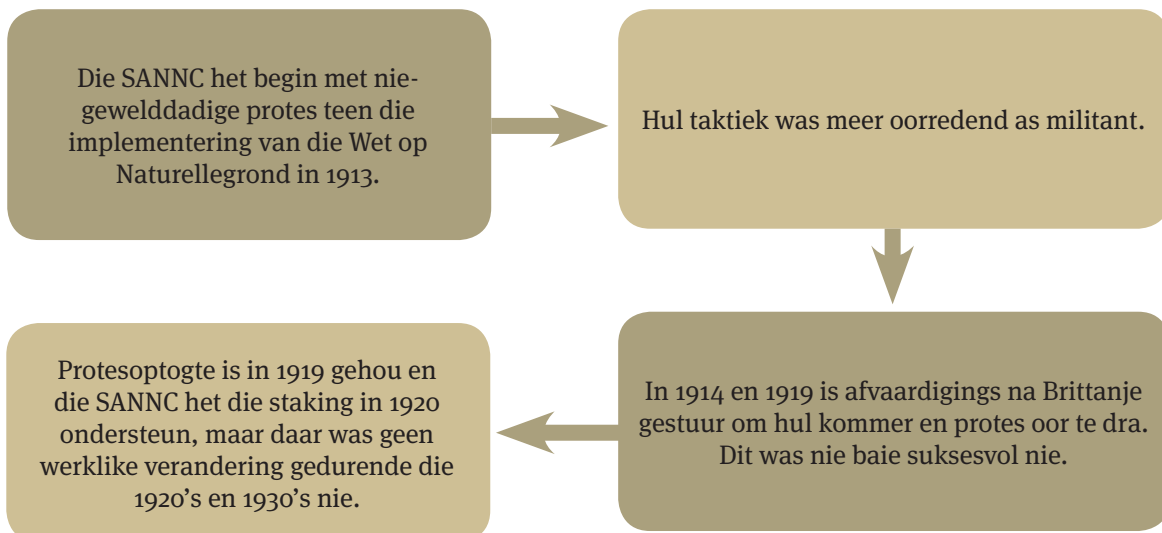 Die SANNC het begin met nie-
gewelddadige protes teen die
implementering van die Wet op
Naturellegrond in 1913.
Hul taktiek was meer oorredend as militant.
In 1914 en 1919 is afvaardigings na Brittanje
gestuur om hul kommer en protes oor te dra.
Dit was nie baie suksesvol nie.
Protesoptogte is in 1919 gehou en
die SANNC het die staking in 1920
ondersteun, maar daar was geen
werklike verandering gedurende die
1920's en 1930's nie.